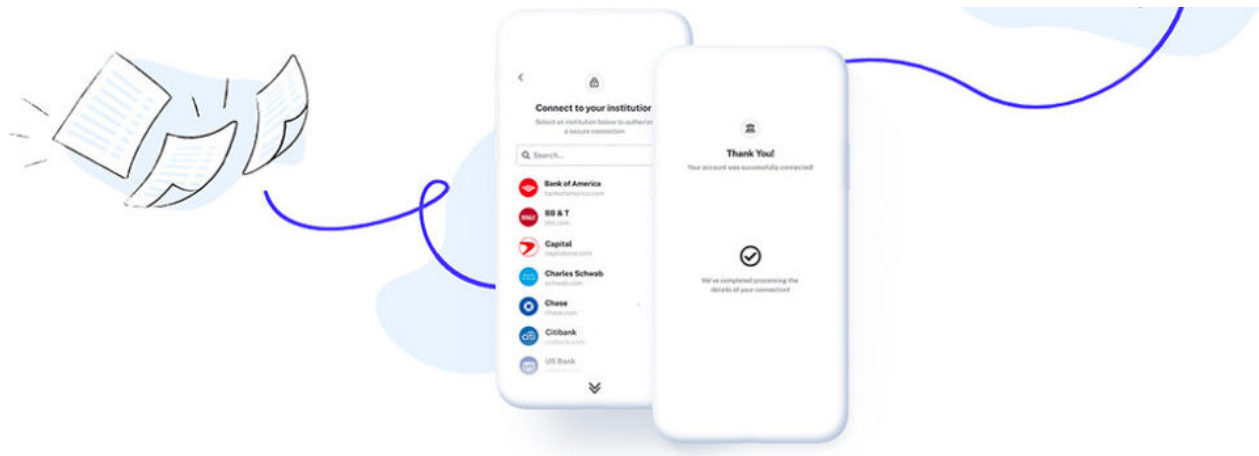 Connect to your institution
Select an institution below to authorize
a secure connection
Search...
Bank of America
bankofamerica.com
BB & T
bbt.com
Capital
capitalone.com
Charles Schwab
schwab.com
Chase
chase.com
Citibank
citibank.com
US Bank
Thank You!
Your account was successfully connected!
We've completed processing the
details of your connection!